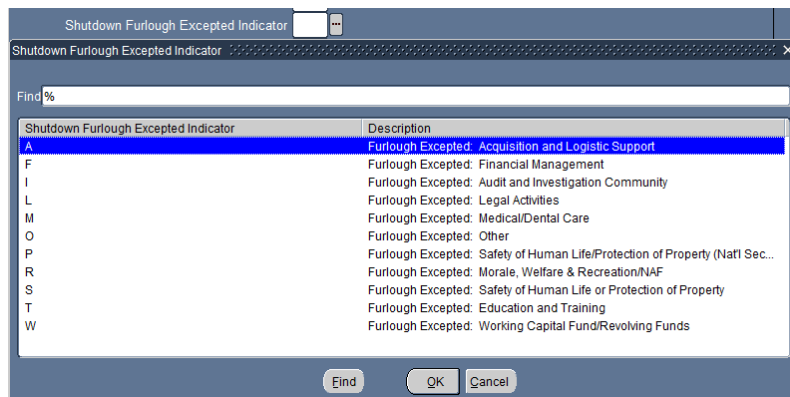 Shutdown Furlough Excepted Indicator ...
Shutdown Furlough Excepted Indicator
Find %
Shutdown Furlough Excepted Indicator Description
A Furlough Excepted: Acquisition and Logistic Support
F Furlough Excepted: Financial Management
I Furlough Excepted: Audit and Investigation Community
L Furlough Excepted: Legal Activities
M Furlough Excepted: Medical/Dental Care
O Furlough Excepted: Other
P Furlough Excepted: Safety of Human Life/Protection of Property (Nat'l Sec...
R Furlough Excepted: Morale, Welfare & Recreation/NAF
S Furlough Excepted: Safety of Human Life or Protection of Property
T Furlough Excepted: Education and Training
W Furlough Excepted: Working Capital Fund/Revolving Funds
Find OK Cancel